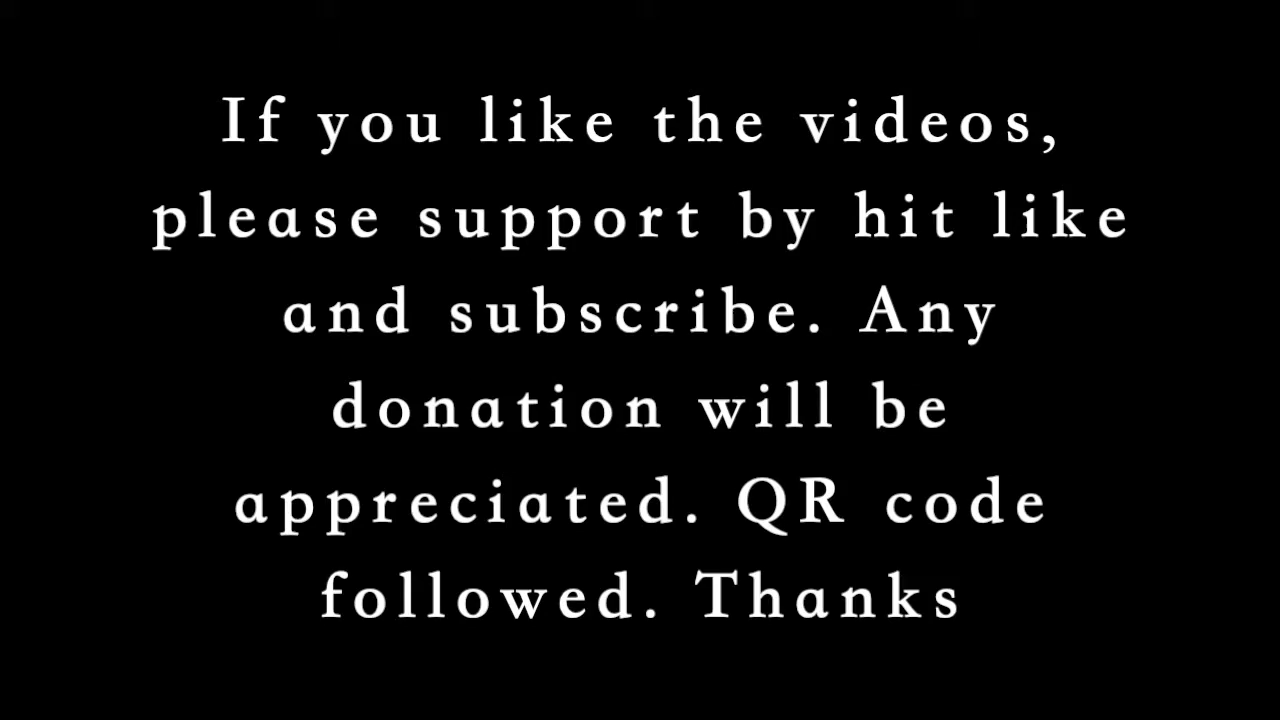 If you like the videos,
please support by hit like
and subscribe. Any
donation will be
appreciated. QR code
followed. Thanks